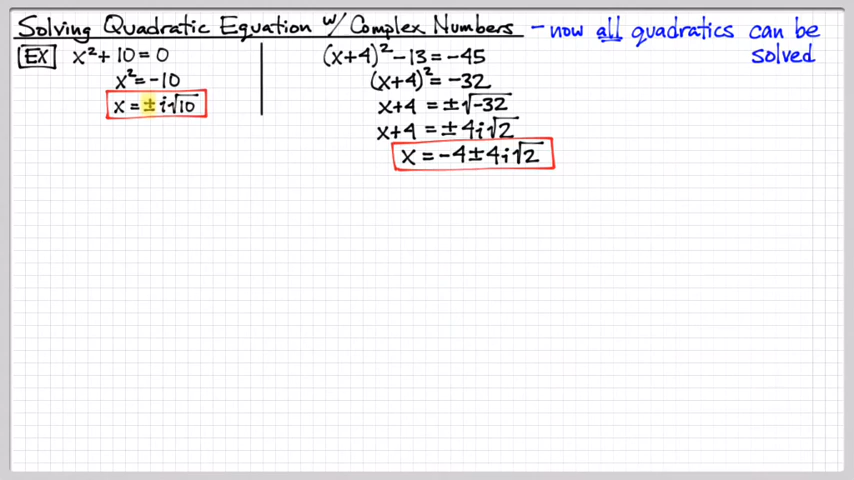 Solving Quadratic Equation w/ Complex Numbers - now all quadratics can be
solved
EX x² + 10 = 0
x² = -10
x = ± i√10
(x+4)² - 13 = -45
(x+4)² = -32
x+4 = ±√-32
x+4 = ± 4i√2
x = -4 ± 4i√2